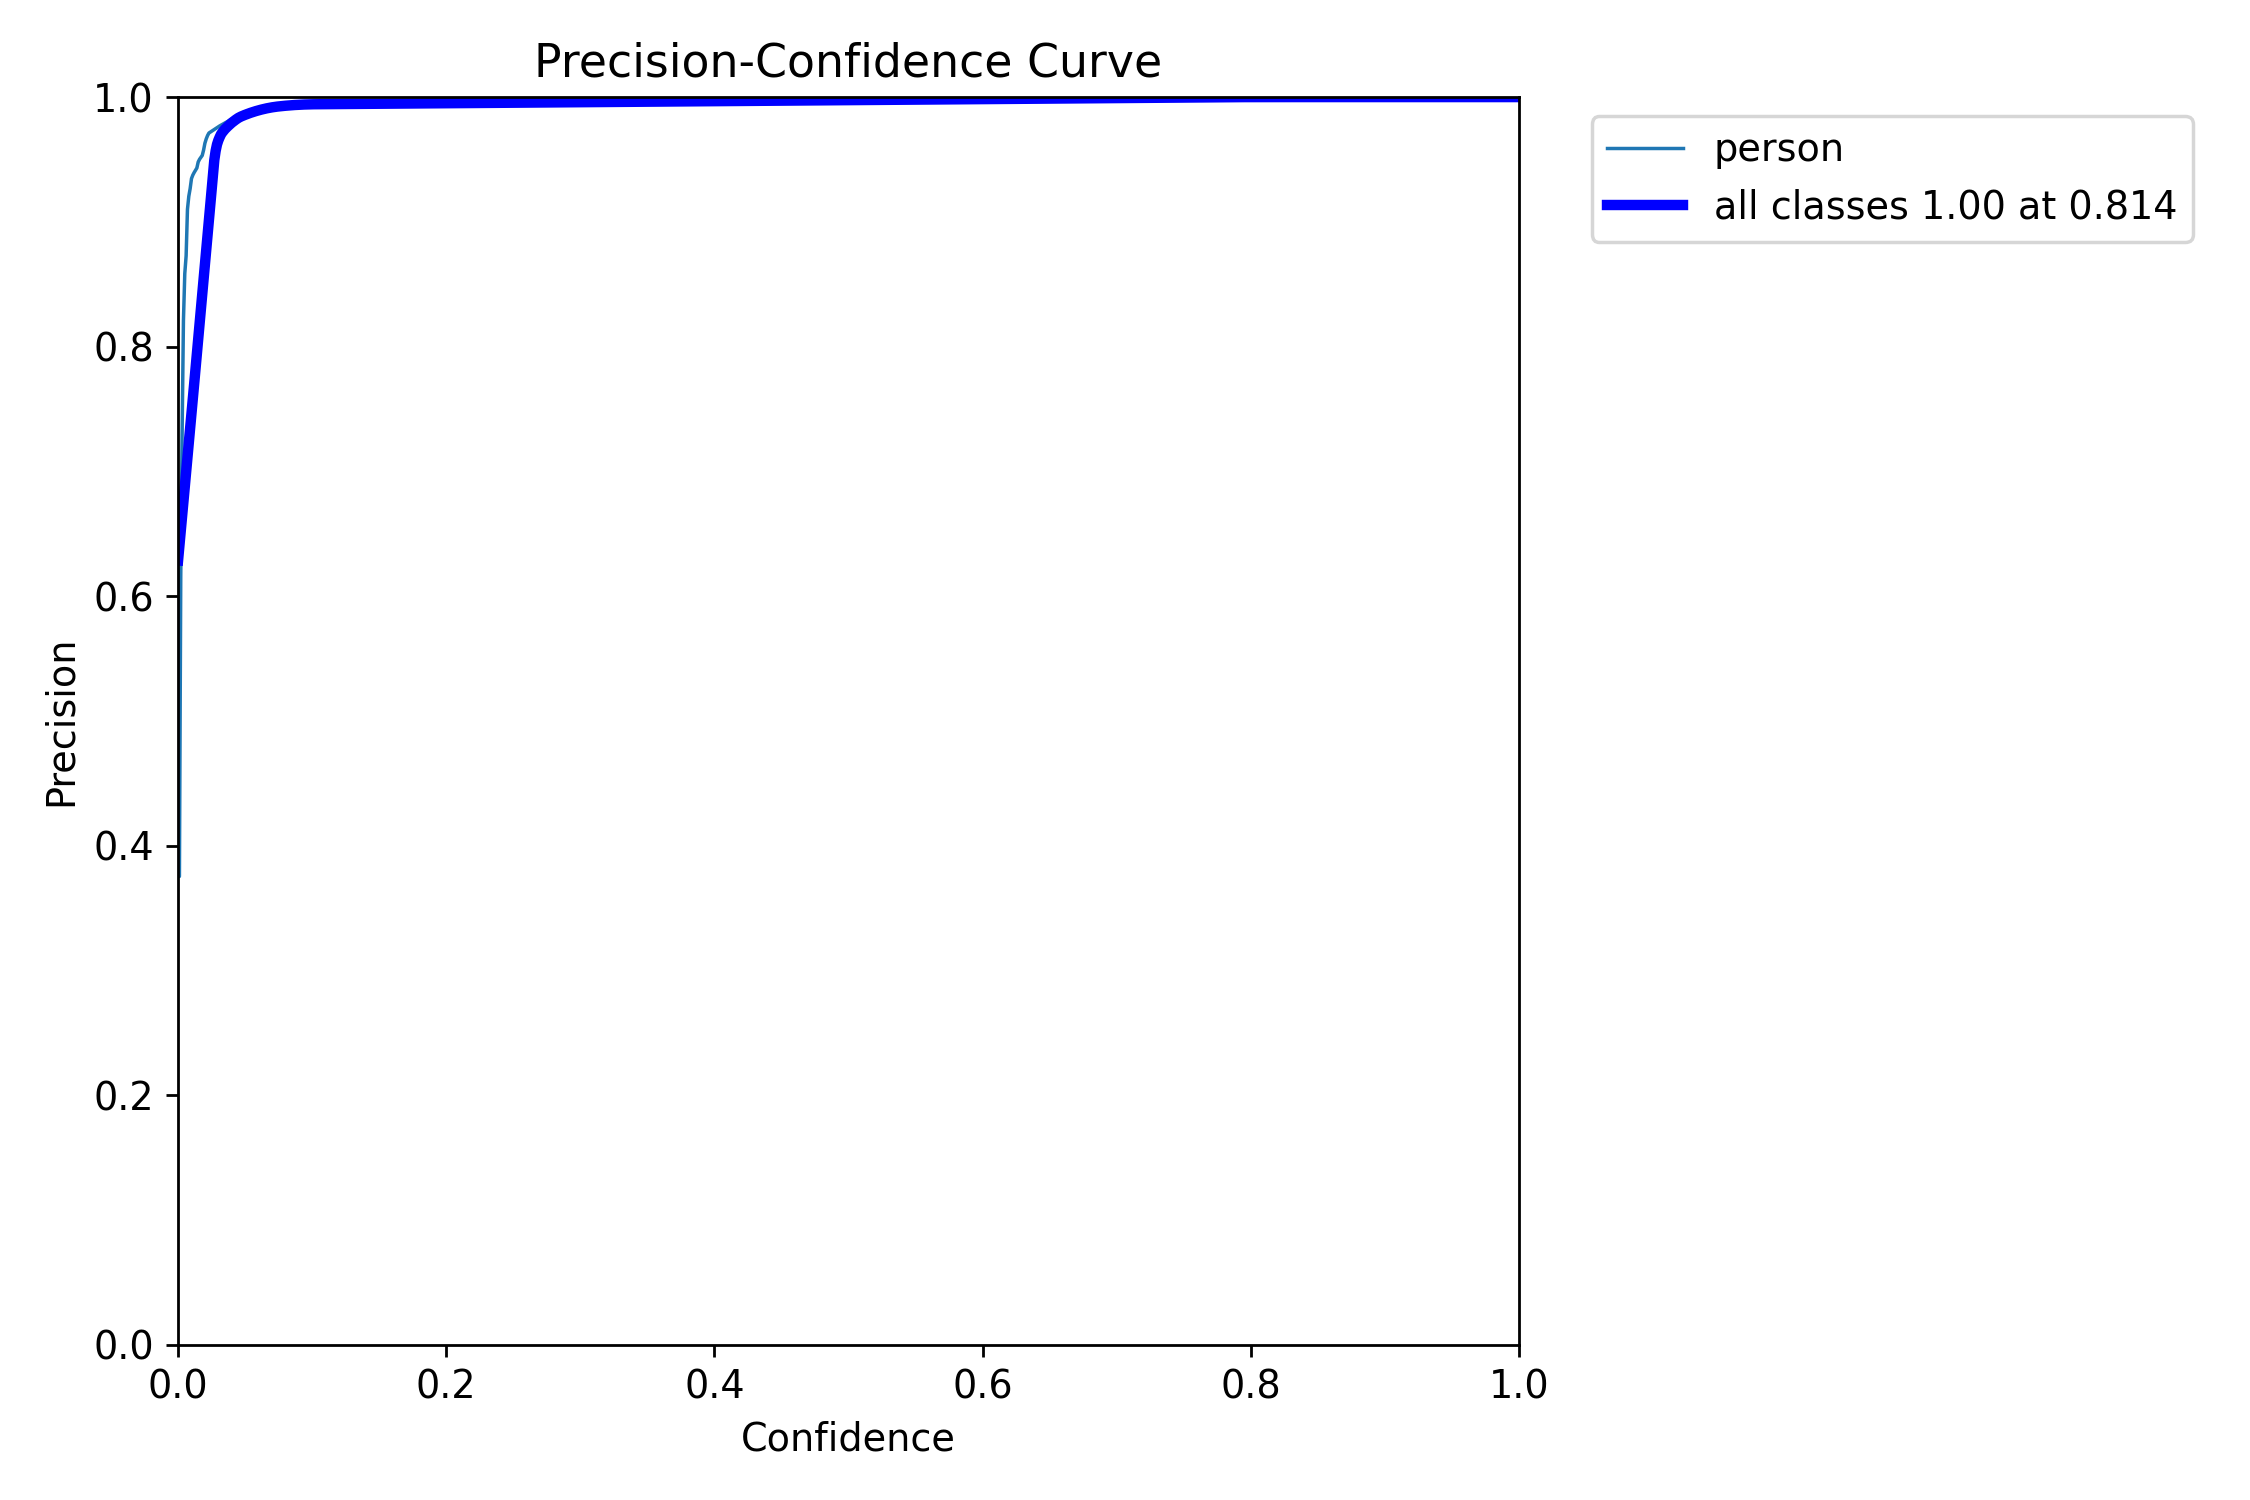 Precision-Confidence Curve
1.0
0.8
0.6
0.4
0.2
0.0
Precision
0.0 0.2 0.4 0.6 0.8 1.0
Confidence
person
all classes 1.00 at 0.814